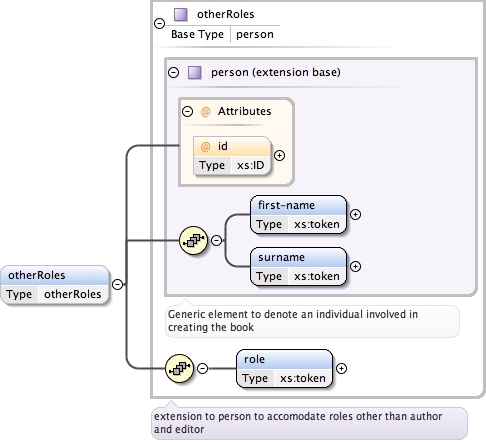 otherRoles
Base Type person
person (extension base)
@ Attributes
@ id
Type xs:ID
first-name
Type xs:token
surname
Type xs:token
otherRoles
Type otherRoles
Generic element to denote an individual involved in
creating the book
role
Type xs:token
extension to person to accomodate roles other than author
and editor